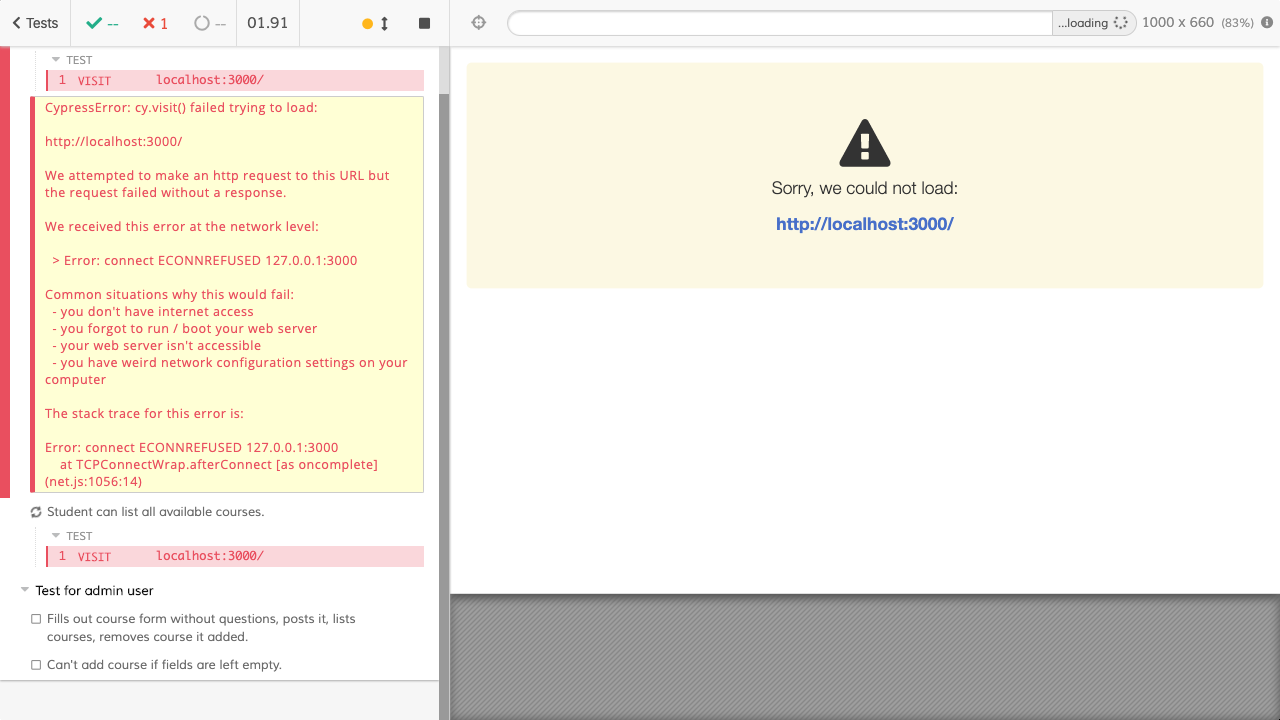 Tests
--
1
--
01.91
...loading
1000 x 660 (83%)
TEST
1 VISIT localhost:3000/
CypressError: cy.visit() failed trying to load:
http://localhost:3000/
We attempted to make an http request to this URL but
the request failed without a response.
We received this error at the network level:
> Error: connect ECONNREFUSED 127.0.0.1:3000
Common situations why this would fail:
- you don't have internet access
- you forgot to run / boot your web server
- your web server isn't accessible
- you have weird network configuration settings on your
computer
The stack trace for this error is:
Error: connect ECONNREFUSED 127.0.0.1:3000
at TCPConnectWrap.afterConnect [as oncomplete]
(net.js:1056:14)
Student can list all available courses.
TEST
1 VISIT localhost:3000/
Test for admin user
Fills out course form without questions, posts it, lists
courses, removes course it added.
Can't add course if fields are left empty.
Sorry, we could not load:
http://localhost:3000/